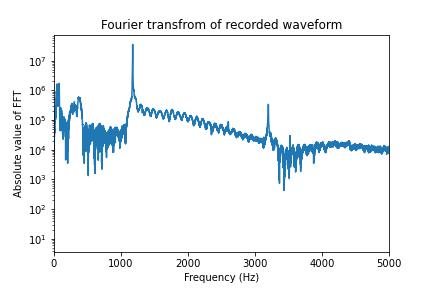 Fourier transfrom of recorded waveform
Absolute value of FFT
10⁷
10⁶
10⁵
10⁴
10³
10²
10¹
0 1000 2000 3000 4000 5000
Frequency (Hz)